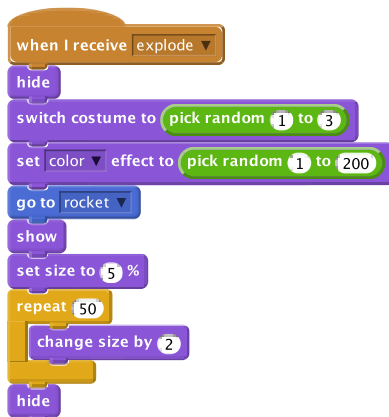 when I receive explode
hide
switch costume to pick random 1 to 3
set color effect to pick random 1 to 200
go to rocket
show
set size to 5 %
repeat 50
change size by 2
hide